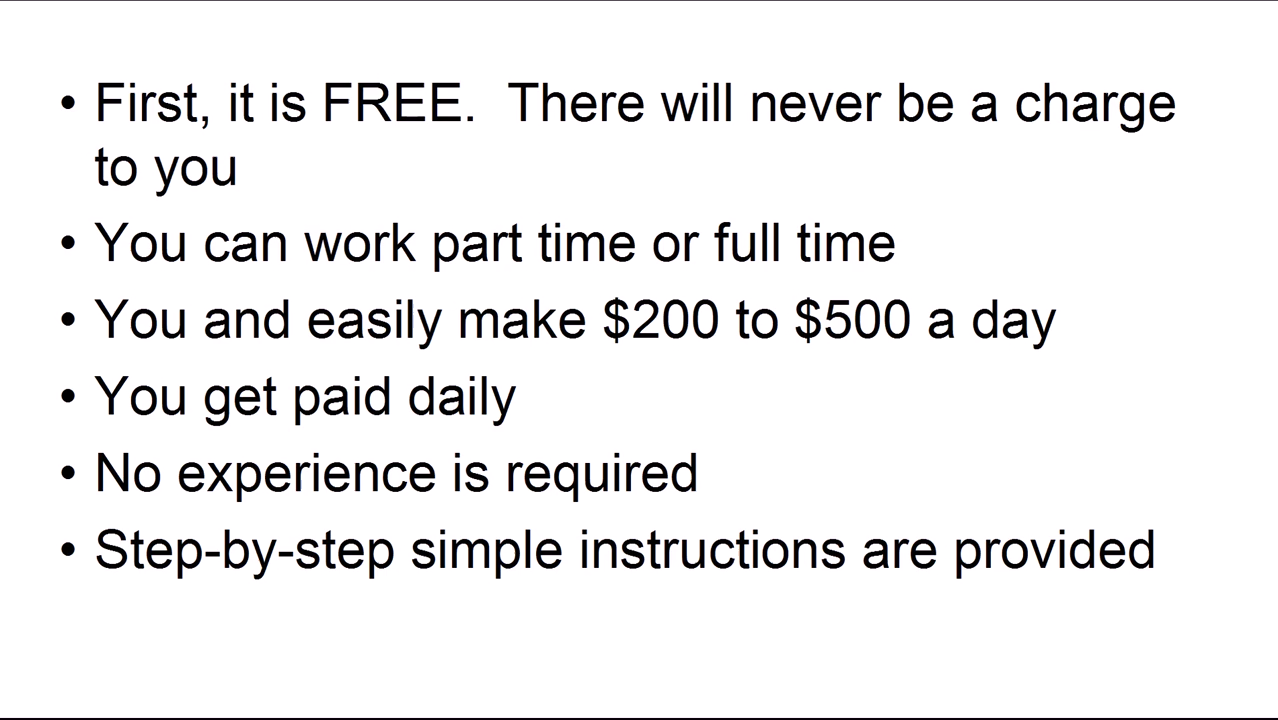 • First, it is FREE.  There will never be a charge
to you
• You can work part time or full time
• You and easily make $200 to $500 a day
• You get paid daily
• No experience is required
• Step-by-step simple instructions are provided